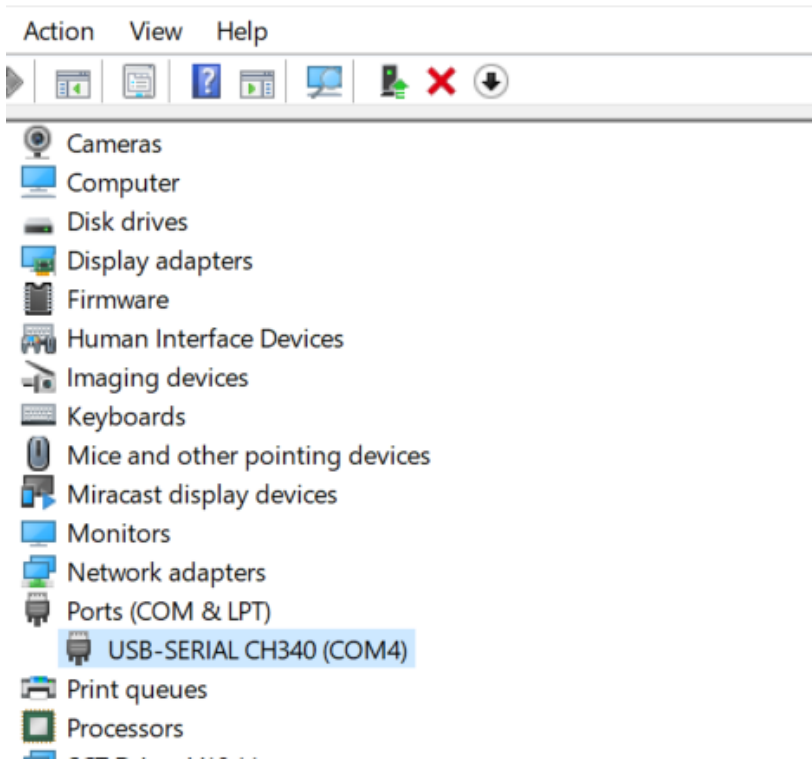 Action View Help
Cameras
Computer
Disk drives
Display adapters
Firmware
Human Interface Devices
Imaging devices
Keyboards
Mice and other pointing devices
Miracast display devices
Monitors
Network adapters
Ports (COM & LPT)
USB-SERIAL CH340 (COM4)
Print queues
Processors